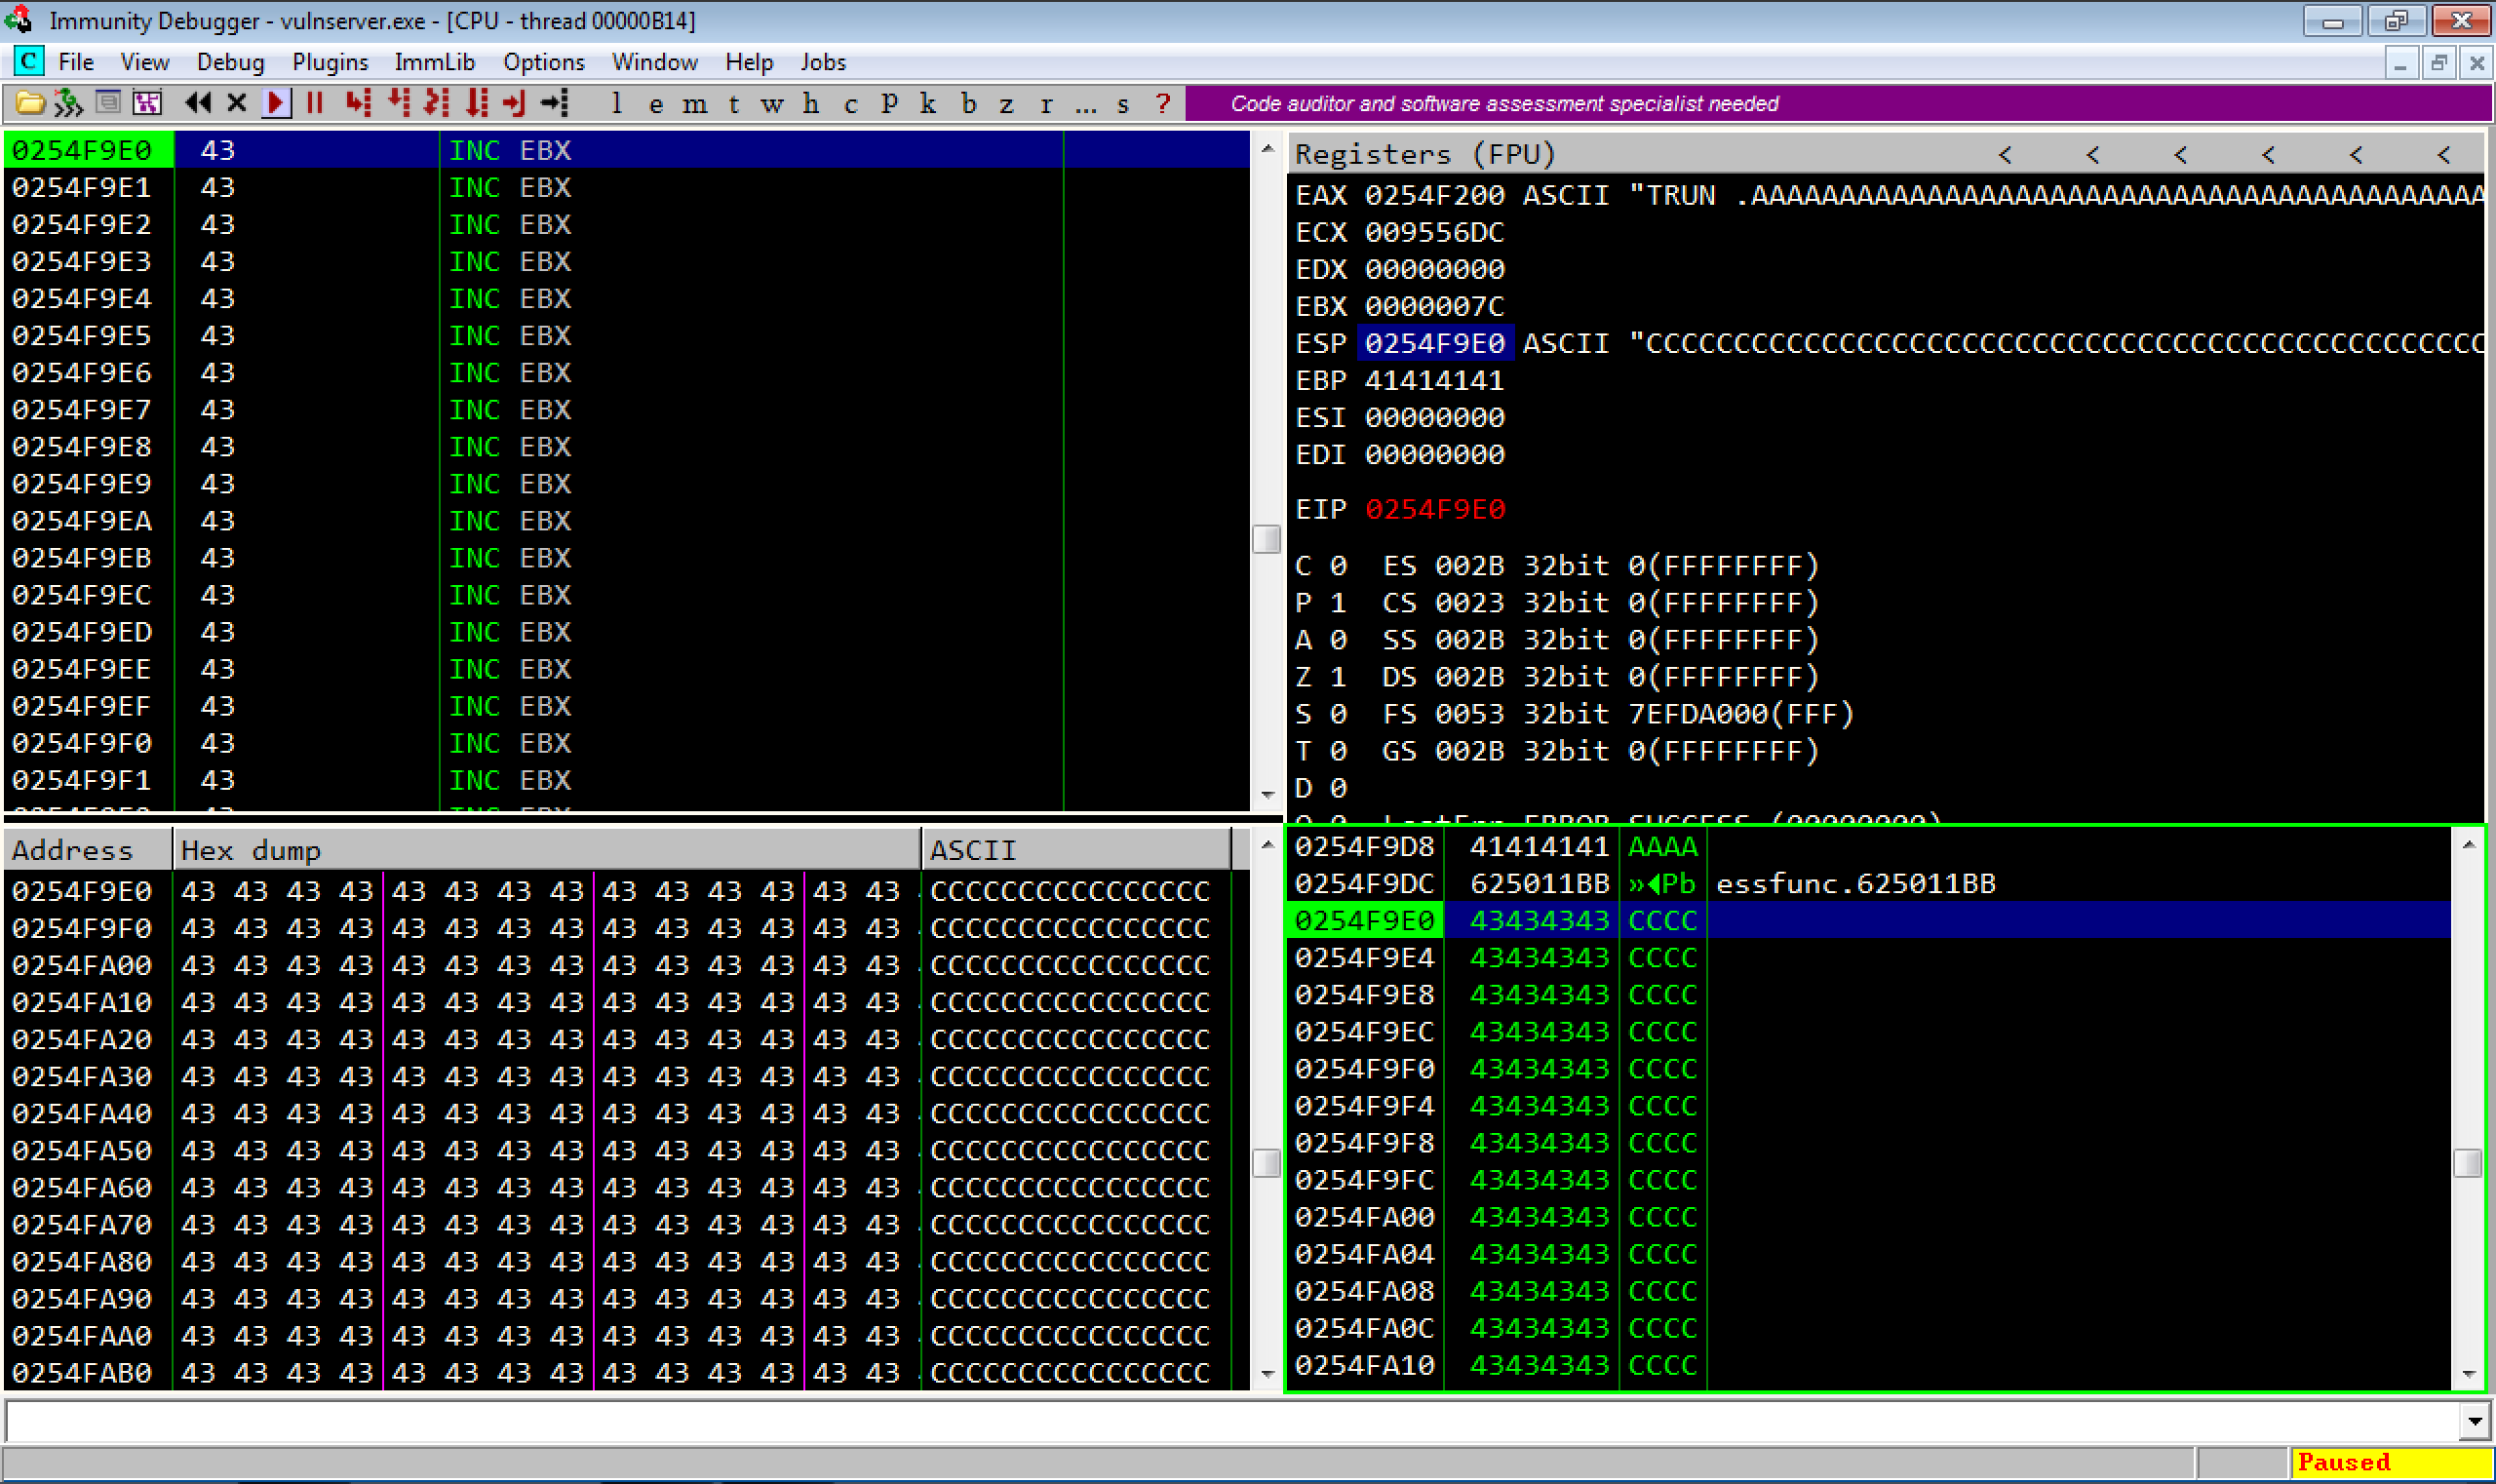 Immunity Debugger - vulnserver.exe - [CPU - thread 00000B14]
C File View Debug Plugins ImmLib Options Window Help Jobs
l e m t w h c P k b z r ... s ? Code auditor and software assessment specialist needed
0254F9E0 43 INC EBX
0254F9E1 43 INC EBX
0254F9E2 43 INC EBX
0254F9E3 43 INC EBX
0254F9E4 43 INC EBX
0254F9E5 43 INC EBX
0254F9E6 43 INC EBX
0254F9E7 43 INC EBX
0254F9E8 43 INC EBX
0254F9E9 43 INC EBX
0254F9EA 43 INC EBX
0254F9EB 43 INC EBX
0254F9EC 43 INC EBX
0254F9ED 43 INC EBX
0254F9EE 43 INC EBX
0254F9EF 43 INC EBX
0254F9F0 43 INC EBX
0254F9F1 43 INC EBX
Registers (FPU) < < < < < <
EAX 0254F200 ASCII "TRUN .AAAAAAAAAAAAAAAAAAAAAAAAAAAAAAAAAAAAAAAAAA
ECX 009556DC
EDX 00000000
EBX 0000007C
ESP 0254F9E0 ASCII "CCCCCCCCCCCCCCCCCCCCCCCCCCCCCCCCCCCCCCCCCCCCCCCC
EBP 41414141
ESI 00000000
EDI 00000000
EIP 0254F9E0
C 0 ES 002B 32bit 0(FFFFFFFF)
P 1 CS 0023 32bit 0(FFFFFFFF)
A 0 SS 002B 32bit 0(FFFFFFFF)
Z 1 DS 002B 32bit 0(FFFFFFFF)
S 0 FS 0053 32bit 7EFDA000(FFF)
T 0 GS 002B 32bit 0(FFFFFFFF)
D 0
Address Hex dump ASCII
0254F9E0 43 43 43 43 43 43 43 43 43 43 43 43 43 43 CCCCCCCCCCCCCCCC
0254F9F0 43 43 43 43 43 43 43 43 43 43 43 43 43 43 CCCCCCCCCCCCCCCC
0254FA00 43 43 43 43 43 43 43 43 43 43 43 43 43 43 CCCCCCCCCCCCCCCC
0254FA10 43 43 43 43 43 43 43 43 43 43 43 43 43 43 CCCCCCCCCCCCCCCC
0254FA20 43 43 43 43 43 43 43 43 43 43 43 43 43 43 CCCCCCCCCCCCCCCC
0254FA30 43 43 43 43 43 43 43 43 43 43 43 43 43 43 CCCCCCCCCCCCCCCC
0254FA40 43 43 43 43 43 43 43 43 43 43 43 43 43 43 CCCCCCCCCCCCCCCC
0254FA50 43 43 43 43 43 43 43 43 43 43 43 43 43 43 CCCCCCCCCCCCCCCC
0254FA60 43 43 43 43 43 43 43 43 43 43 43 43 43 43 CCCCCCCCCCCCCCCC
0254FA70 43 43 43 43 43 43 43 43 43 43 43 43 43 43 CCCCCCCCCCCCCCCC
0254FA80 43 43 43 43 43 43 43 43 43 43 43 43 43 43 CCCCCCCCCCCCCCCC
0254FA90 43 43 43 43 43 43 43 43 43 43 43 43 43 43 CCCCCCCCCCCCCCCC
0254FAA0 43 43 43 43 43 43 43 43 43 43 43 43 43 43 CCCCCCCCCCCCCCCC
0254FAB0 43 43 43 43 43 43 43 43 43 43 43 43 43 43 CCCCCCCCCCCCCCCC
0254F9D8 41414141 AAAA
0254F9DC 625011BB »◄Pb essfunc.625011BB
0254F9E0 43434343 CCCC
0254F9E4 43434343 CCCC
0254F9E8 43434343 CCCC
0254F9EC 43434343 CCCC
0254F9F0 43434343 CCCC
0254F9F4 43434343 CCCC
0254F9F8 43434343 CCCC
0254F9FC 43434343 CCCC
0254FA00 43434343 CCCC
0254FA04 43434343 CCCC
0254FA08 43434343 CCCC
0254FA0C 43434343 CCCC
0254FA10 43434343 CCCC
Paused